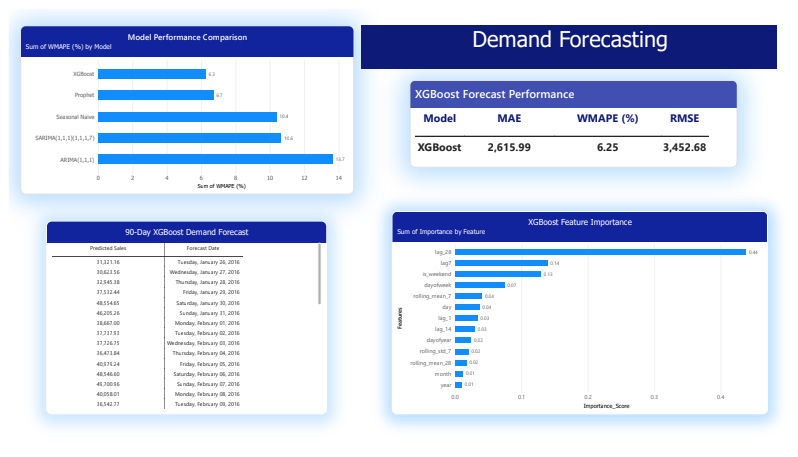 Model Performance Comparison
Sum of WMAPE (%) by Model
XGBoost 6.3
Prophet 6.7
Seasonal Naive 10.4
SARIMA(1,1,1)(1,1,1,7) 10.6
ARIMA(1,1,1) 13.7
0 2 4 6 8 10 12 14
Sum of WMAPE (%)
Demand Forecasting
XGBoost Forecast Performance
Model MAE WMAPE (%) RMSE
XGBoost 2,615.99 6.25 3,452.68
90-Day XGBoost Demand Forecast
Predicted Sales Forecast Date
31,321.16 Tuesday, January 26, 2016
30,623.56 Wednesday, January 27, 2016
32,545.38 Thursday, January 28, 2016
37,532.44 Friday, January 29, 2016
48,554.65 Saturday, January 30, 2016
46,205.26 Sunday, January 31, 2016
38,667.00 Monday, February 01, 2016
37,737.93 Tuesday, February 02, 2016
37,726.75 Wednesday, February 03, 2016
36,473.84 Thursday, February 04, 2016
40,975.24 Friday, February 05, 2016
48,546.60 Saturday, February 06, 2016
45,700.56 Sunday, February 07, 2016
40,058.01 Monday, February 08, 2016
36,542.77 Tuesday, February 09, 2016
XGBoost Feature Importance
Sum of Importance by Feature
Features
lag_28 0.44
lag7 0.14
is_weekend 0.13
dayofweek 0.07
rolling_mean_7 0.04
day 0.04
lag_1 0.03
lag_14 0.03
dayofyear 0.02
rolling_std_7 0.02
rolling_mean_28 0.02
month 0.01
year 0.01
0.0 0.1 0.2 0.3 0.4
Importance_Score